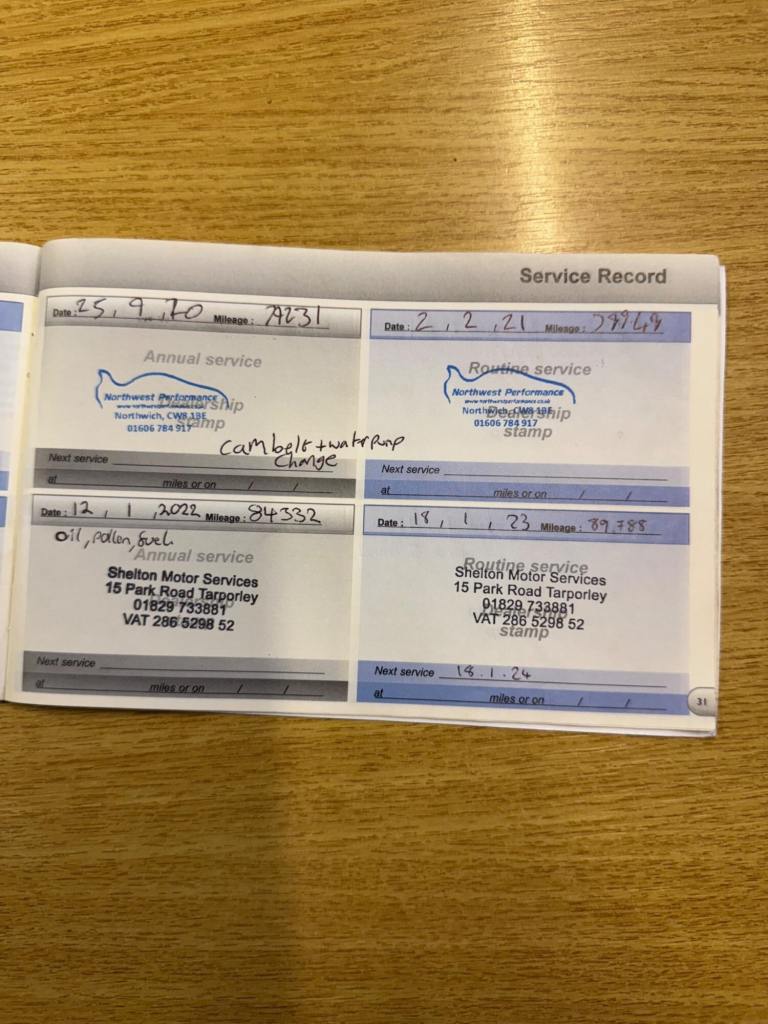 Service Record
Date : 25, 9, 20 Mileage :
Annual service
Northwest Performance
Dealership
Northwich, CW8 1BE
01606 784 917
stamp
cambelt + water pump
change
Next service
at miles or on / /
Date : 2, 2, 21 Mileage :
Routine service
Northwest Performance
Dealership
Northwich, CW8 1BE
01606 784 917
stamp
Next service
at miles or on / /
Date : 12, 1, 2022 Mileage : 84332
oil, pollen, fuel
Annual service
Shelton Motor Services
15 Park Road Tarporley
01829 733881
Dealership
VAT 286 5298 52
Next service
at miles or on / /
Date : 18, 1, 23 Mileage : 89,788
Routine service
Shelton Motor Services
15 Park Road Tarporley
01829 733881
Dealership
VAT 286 5298 52
stamp
Next service 18.1.24
at miles or on / /
31